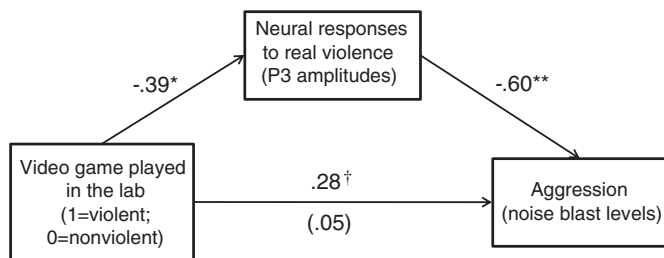 Neural responses
to real violence
(P3 amplitudes)
-.39*
-.60**
Video game played
in the lab
(1=violent;
0=nonviolent)
.28†
(.05)
Aggression
(noise blast levels)